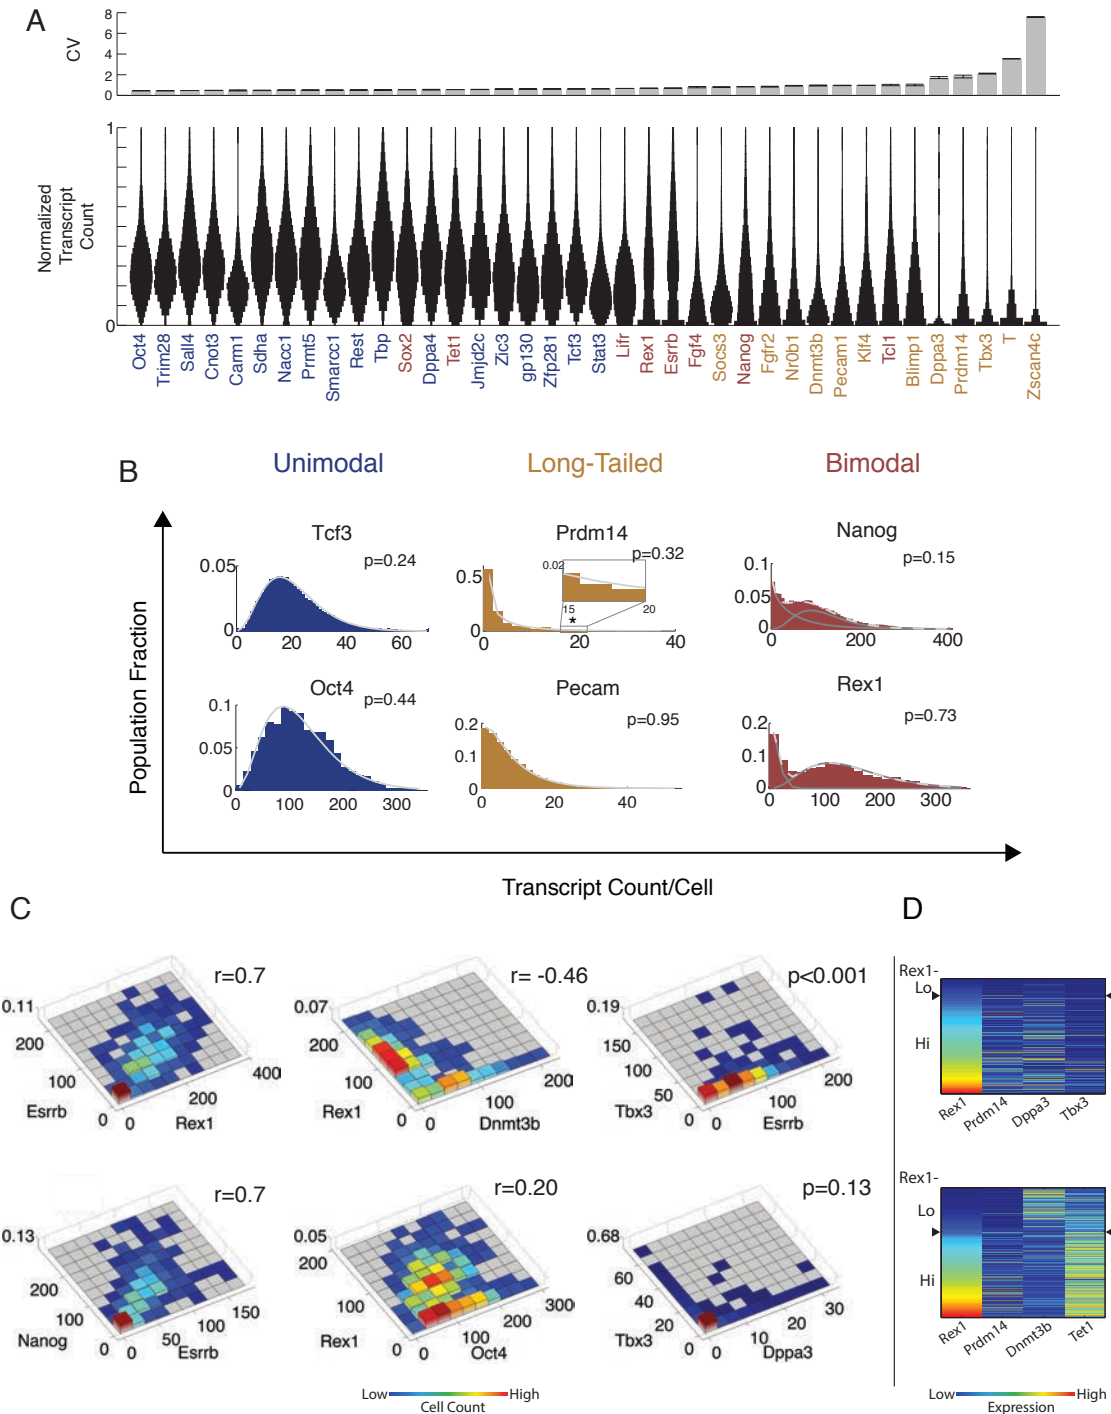 A
CV
8
6
4
2
0
Normalized
Transcript
Count
1
0
Oct4
Trim28
Sall4
Cnot3
Carm1
Sdha
Nacc1
Prmt5
Smarcc1
Rest
Tbp
Sox2
Dppa4
Tet1
Jmjd2c
Zic3
gp130
Zfp281
Tcf3
Stat3
Lifr
Rex1
Esrrb
Fgf4
Socs3
Nanog
Fgfr2
Nr0b1
Dnmt3b
Pecam1
Klf4
Tcl1
Blimp1
Dppa3
Prdm14
Tbx3
T
Zscan4c
B
Unimodal Long-Tailed Bimodal
Population Fraction
Tcf3
p=0.24
0.05
0
0 20 40 60
Prdm14
p=0.32
0.5
0
0.02
15 20
*
0 20 40
Nanog
p=0.15
0.1
0.05
0
0 200 400
Oct4
p=0.44
0.1
0.05
0
0 100 200 300
Pecam
p=0.95
0.2
0.1
0
0 20 40
Rex1
p=0.73
0.2
0.1
0
0 100 200 300
Transcript Count/Cell
C
r=0.7
0.11
200
100
0
Esrrb
0
200
400
Rex1
r= -0.46
0.07
200
100
0
Rex1
0
100
200
Dnmt3b
p<0.001
0.19
150
100
50
0
Tbx3
0
100
200
Esrrb
r=0.7
0.13
200
100
0
Nanog
0
50
100
150
Esrrb
r=0.20
0.05
200
100
0
Rex1
0
100
200
300
Oct4
p=0.13
0.68
60
40
20
0
Tbx3
0
10
20
30
Dppa3
Low High
Cell Count
D
Rex1-
Lo
Hi
Rex1
Prdm14
Dppa3
Tbx3
Rex1-
Lo
Hi
Rex1
Prdm14
Dnmt3b
Tet1
Low High
Expression